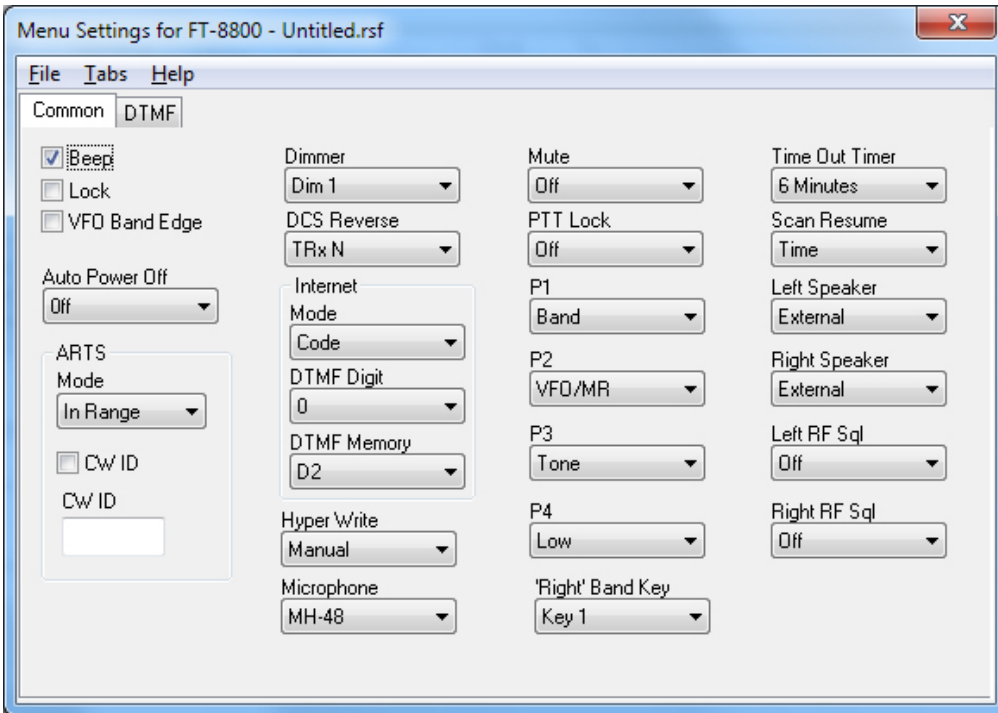 Menu Settings for FT-8800 - Untitled.rsf
X
File Tabs Help
Common DTMF
Beep
Lock
VFO Band Edge
Auto Power Off
Off
ARTS
Mode
In Range
CW ID
CW ID
Dimmer
Dim 1
DCS Reverse
TRx N
Internet
Mode
Code
DTMF Digit
0
DTMF Memory
D2
Hyper Write
Manual
Microphone
MH-48
Mute
Off
PTT Lock
Off
P1
Band
P2
VFO/MR
P3
Tone
P4
Low
'Right' Band Key
Key 1
Time Out Timer
6 Minutes
Scan Resume
Time
Left Speaker
External
Right Speaker
External
Left RF Sql
Off
Right RF Sql
Off